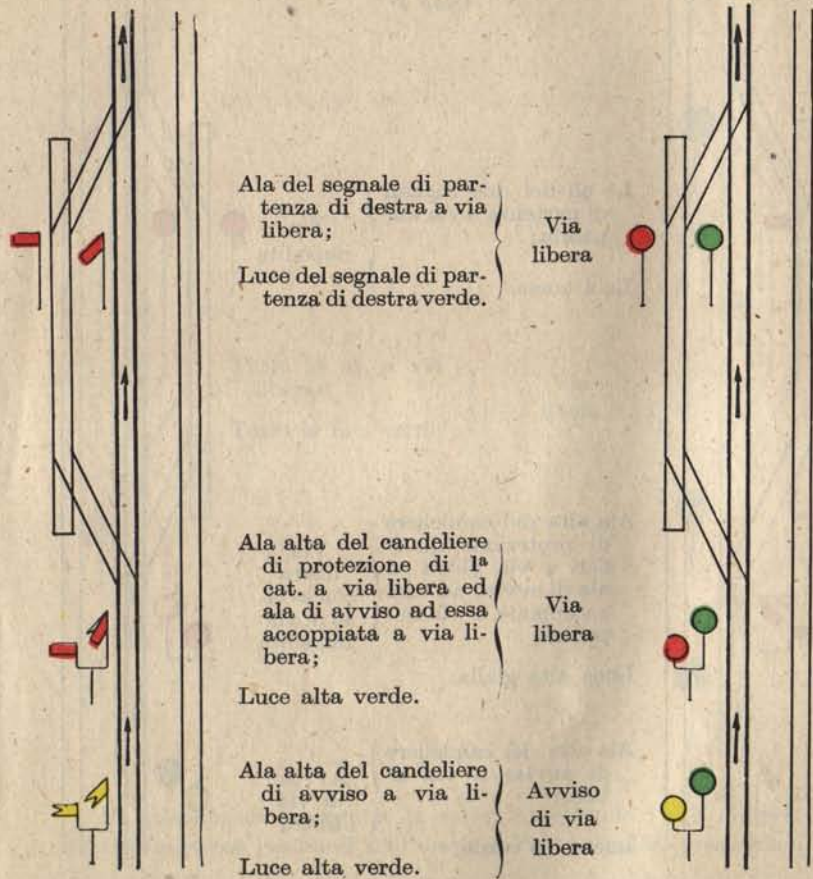 Ala del segnale di par-
tenza di destra a via
libera;
Luce del segnale di par-
tenza di destra verde.
Via
libera
Ala alta del candeliere
di protezione di 1ª
cat. a via libera ed
ala di avviso ad essa
accoppiata a via li-
bera;
Luce alta verde.
Via
libera
Ala alta del candeliere
di avviso a via li-
bera;
Luce alta verde.
Avviso
di via
libera